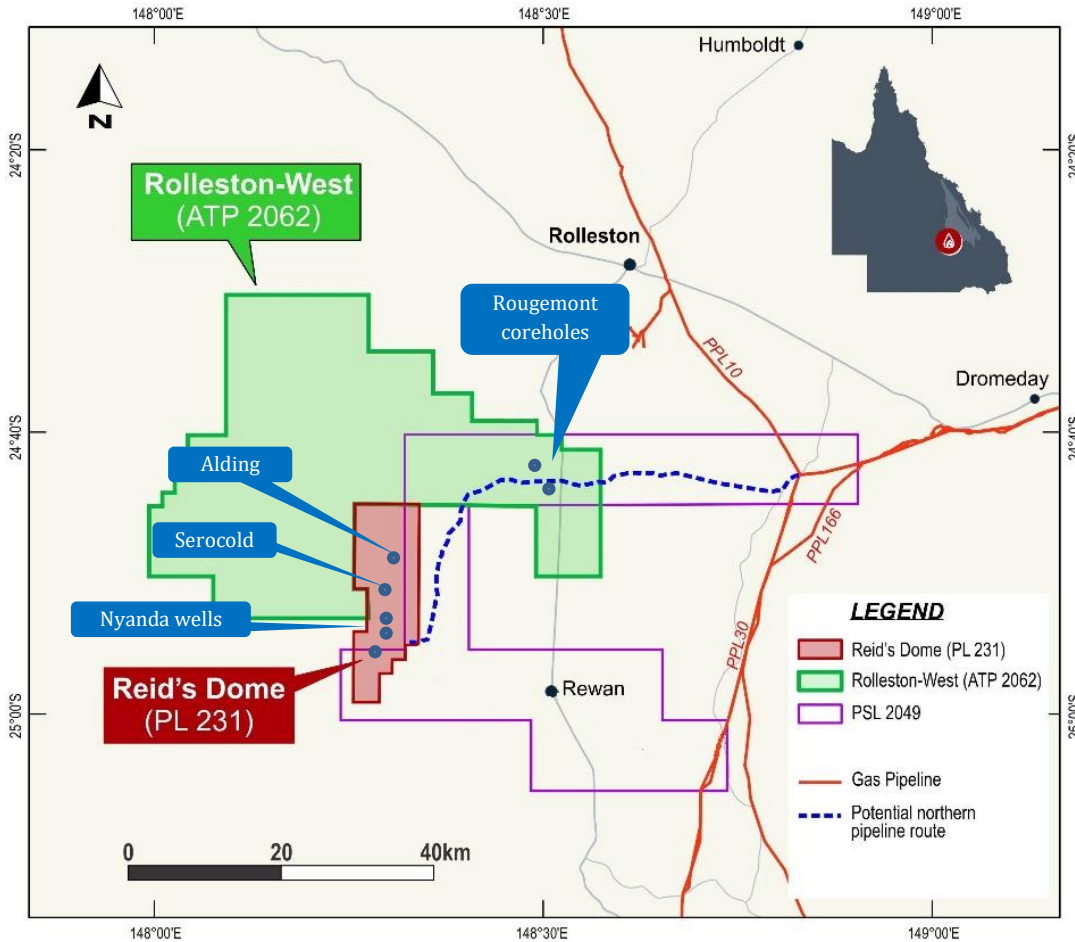 148°00'E
148°30'E
149°00'E
Humboldt
N
24°20'S
24°20'S
Rolleston-West
(ATP 2062)
Rolleston
Rougemont
coreholes
PPL10
Dromeday
24°40'S
24°40'S
Alding
Serocold
PPL166
Nyanda wells
LEGEND
Reid's Dome (PL 231)
Rolleston-West (ATP 2062)
PSL 2049
Gas Pipeline
Potential northern
pipeline route
PPL30
Reid's Dome
(PL 231)
Rewan
25°00'S
25°00'S
0 20 40km
148°00'E
148°30'E
149°00'E